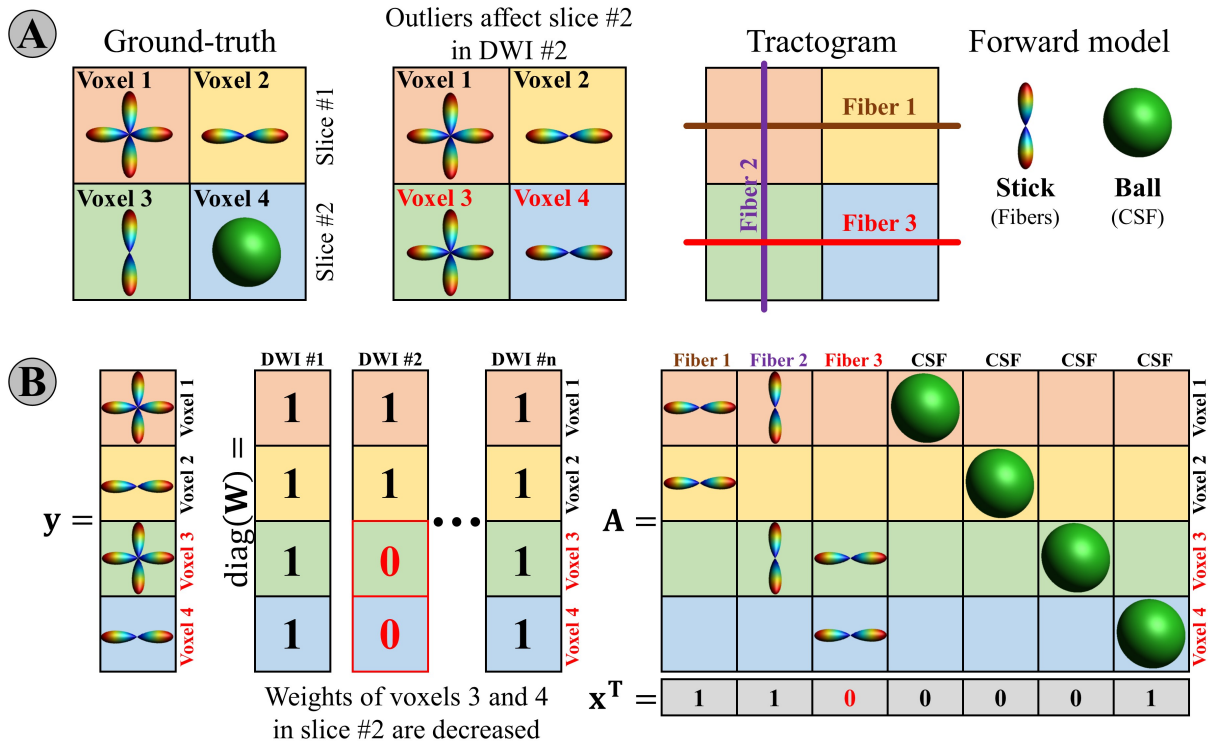 A
Ground-truth
Outliers affect slice #2
in DWI #2
Tractogram
Forward model
Voxel 1 Voxel 2
Slice #1
Voxel 3 Voxel 4
Slice #2
Voxel 1 Voxel 2
Voxel 3 Voxel 4
Fiber 1
Fiber 2
Fiber 3
Stick
(Fibers)
Ball
(CSF)
B
y =
Voxel 1
Voxel 2
Voxel 3
Voxel 4
diag(W) =
DWI #1 DWI #2 DWI #n
1 1 1 Voxel 1
1 1 1 Voxel 2
1 0 ••• 1 Voxel 3
1 0 1 Voxel 4
Weights of voxels 3 and 4
in slice #2 are decreased
A =
Fiber 1 Fiber 2 Fiber 3 CSF CSF CSF CSF
Voxel 1
Voxel 2
Voxel 3
Voxel 4
xᵀ = 1 1 0 0 0 0 1